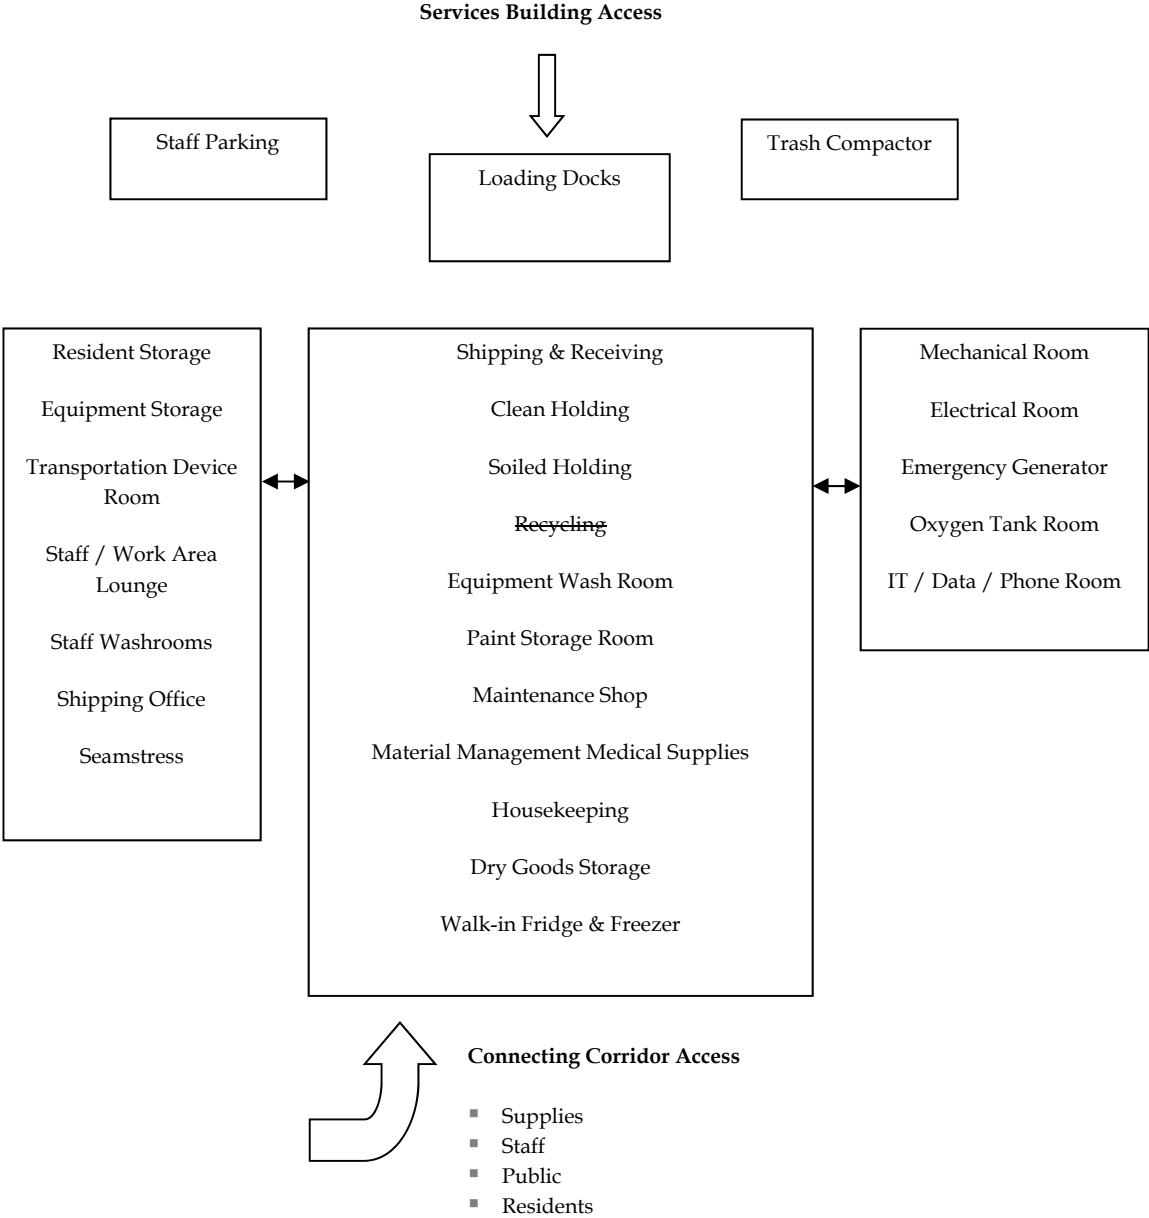 Services Building Access
Staff Parking
Loading Docks
Trash Compactor
Resident Storage
Equipment Storage
Transportation Device
Room
Staff / Work Area
Lounge
Staff Washrooms
Shipping Office
Seamstress
Shipping & Receiving
Clean Holding
Soiled Holding
Recycling
Equipment Wash Room
Paint Storage Room
Maintenance Shop
Material Management Medical Supplies
Housekeeping
Dry Goods Storage
Walk-in Fridge & Freezer
Mechanical Room
Electrical Room
Emergency Generator
Oxygen Tank Room
IT / Data / Phone Room
Connecting Corridor Access
▪ Supplies
▪ Staff
▪ Public
▪ Residents